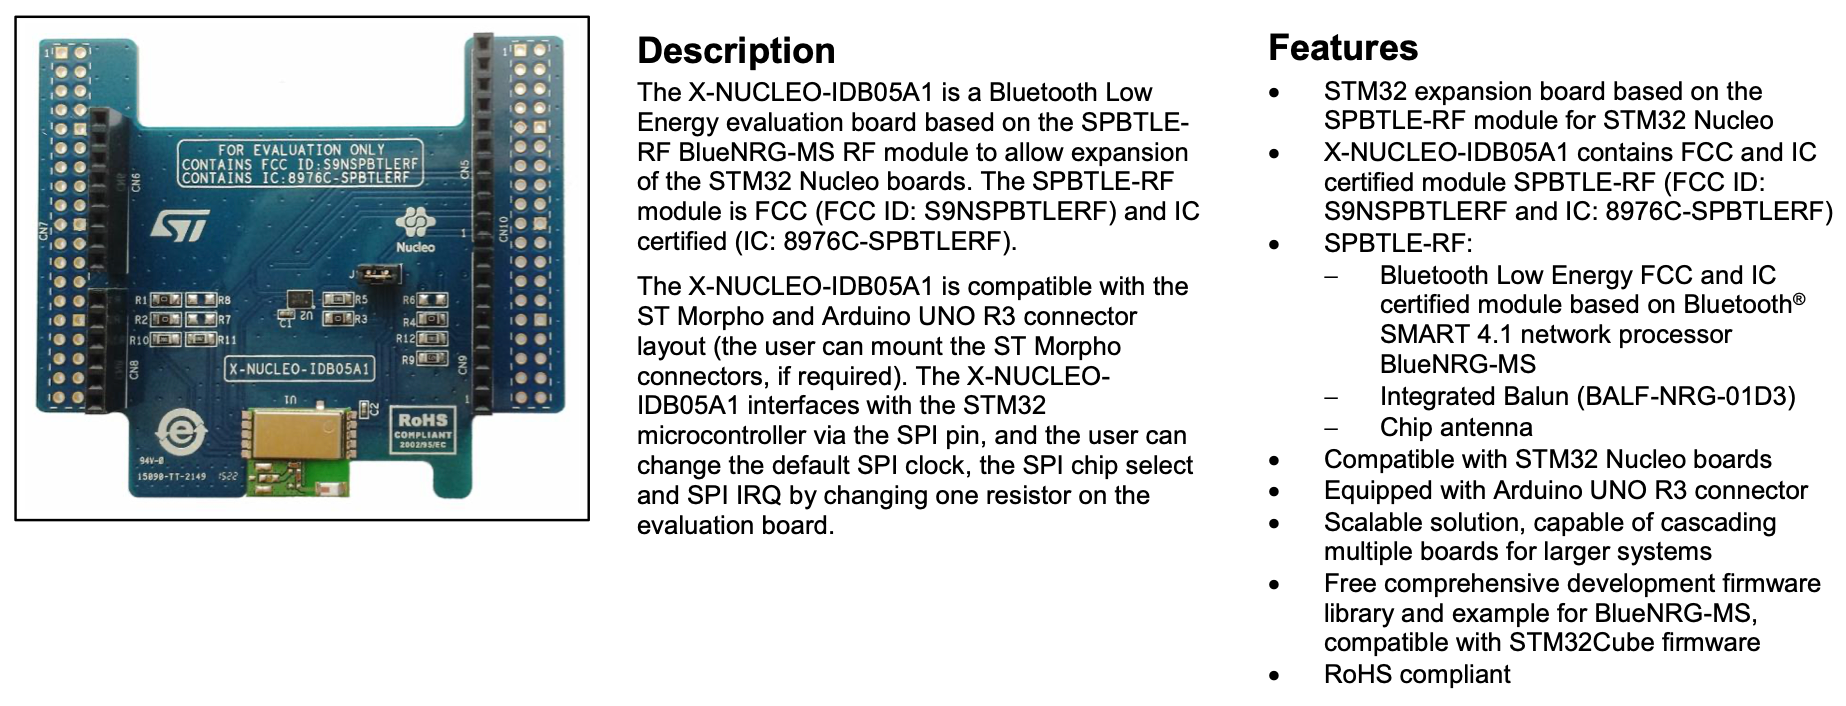 1
1
FOR EVALUATION ONLY
CONTAINS FCC ID:S9NSPBTLERF
CONTAINS IC:8976C-SPBTLERF
CN6
CN5
CN7
CN10
ST
Nucleo
1
J
R1
R8
R5
R6
C1
U2
R2
R7
R3
R4
R10
R11
R12
R9
CN8
CN9
X-NUCLEO-IDB05A1
U1
C2
1
RoHS
COMPLIANT
2002/95/EC
e
94V-0
15090-TT-2149 1522
Description
The X-NUCLEO-IDB05A1 is a Bluetooth Low
Energy evaluation board based on the SPBTLE-
RF BlueNRG-MS RF module to allow expansion
of the STM32 Nucleo boards. The SPBTLE-RF
module is FCC (FCC ID: S9NSPBTLERF) and IC
certified (IC: 8976C-SPBTLERF).
The X-NUCLEO-IDB05A1 is compatible with the
ST Morpho and Arduino UNO R3 connector
layout (the user can mount the ST Morpho
connectors, if required). The X-NUCLEO-
IDB05A1 interfaces with the STM32
microcontroller via the SPI pin, and the user can
change the default SPI clock, the SPI chip select
and SPI IRQ by changing one resistor on the
evaluation board.
Features
• STM32 expansion board based on the
SPBTLE-RF module for STM32 Nucleo
• X-NUCLEO-IDB05A1 contains FCC and IC
certified module SPBTLE-RF (FCC ID:
S9NSPBTLERF and IC: 8976C-SPBTLERF)
• SPBTLE-RF:
– Bluetooth Low Energy FCC and IC
certified module based on Bluetooth®
SMART 4.1 network processor
BlueNRG-MS
– Integrated Balun (BALF-NRG-01D3)
– Chip antenna
• Compatible with STM32 Nucleo boards
• Equipped with Arduino UNO R3 connector
• Scalable solution, capable of cascading
multiple boards for larger systems
• Free comprehensive development firmware
library and example for BlueNRG-MS,
compatible with STM32Cube firmware
• RoHS compliant